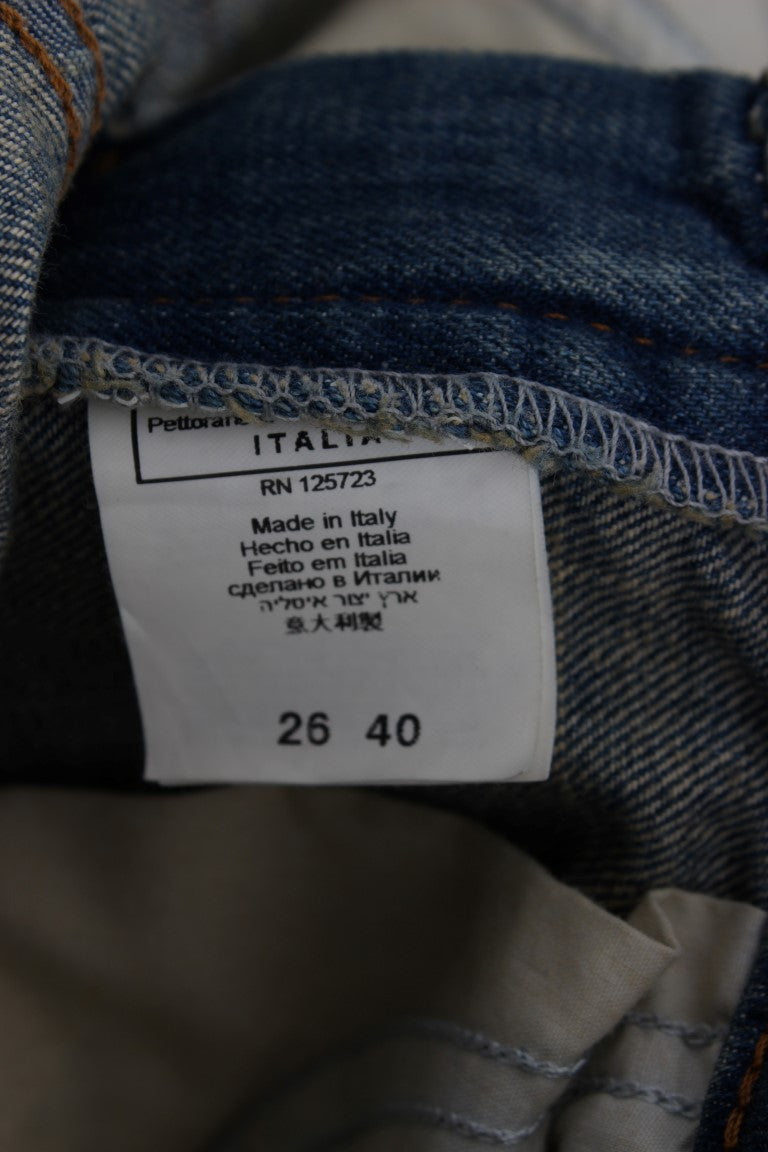 ITALIA
RN 125723
Made in Italy
Hecho en Italia
Feito em Italia
сделано в Италии
ארץ יצור איטליה
意大利製
26 40